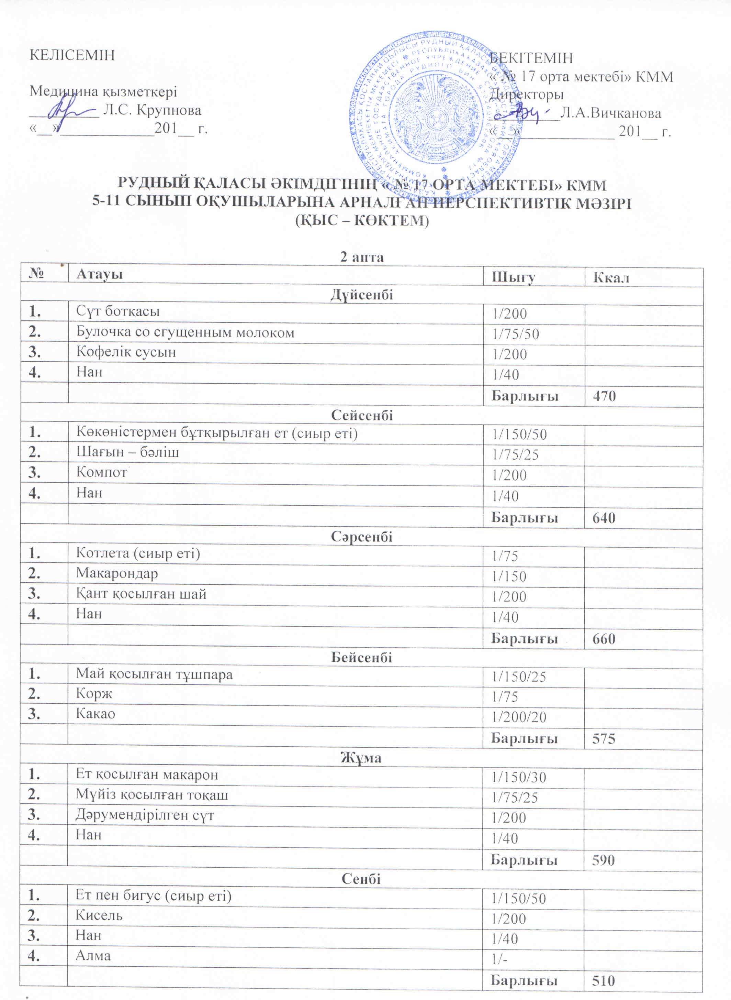 КЕЛІСЕМІН
Медицина қызметкері
_________ Л.С. Крупнова
«__»____________201__ г.
БЕКІТЕМІН
« № 17 орта мектебі» КММ
Директоры
_________Л.А.Вичканова
«__»____________ 201__ г.
РУДНЫЙ ҚАЛАСЫ ӘКІМДІГІНІҢ « № 17 ОРТА МЕКТЕБІ» КММ
5-11 СЫНЫП ОҚУШЫЛАРЫНА АРНАЛҒАН ПЕРСПЕКТИВТІК МӘЗІРІ
(ҚЫС – КӨКТЕМ)
2 апта
№ Атауы Шығу Ккал
Дүйсенбі
1. Сүт ботқасы 1/200
2. Булочка со сгущенным молоком 1/75/50
3. Кофелік сусын 1/200
4. Нан 1/40
Барлығы 470
Сейсенбі
1. Көкөністермен бұтқырылған ет (сиыр еті) 1/150/50
2. Шағын – бәліш 1/75/25
3. Компот 1/200
4. Нан 1/40
Барлығы 640
Сәрсенбі
1. Котлета (сиыр еті) 1/75
2. Макарондар 1/150
3. Қант қосылған шай 1/200
4. Нан 1/40
Барлығы 660
Бейсенбі
1. Май қосылған тұшпара 1/150/25
2. Корж 1/75
3. Какао 1/200/20
Барлығы 575
Жұма
1. Ет қосылған макарон 1/150/30
2. Мүйіз қосылған тоқаш 1/75/25
3. Дәрумендірілген сүт 1/200
4. Нан 1/40
Барлығы 590
Сенбі
1. Ет пен бигус (сиыр еті) 1/150/50
2. Кисель 1/200
3. Нан 1/40
4. Алма 1/-
Барлығы 510